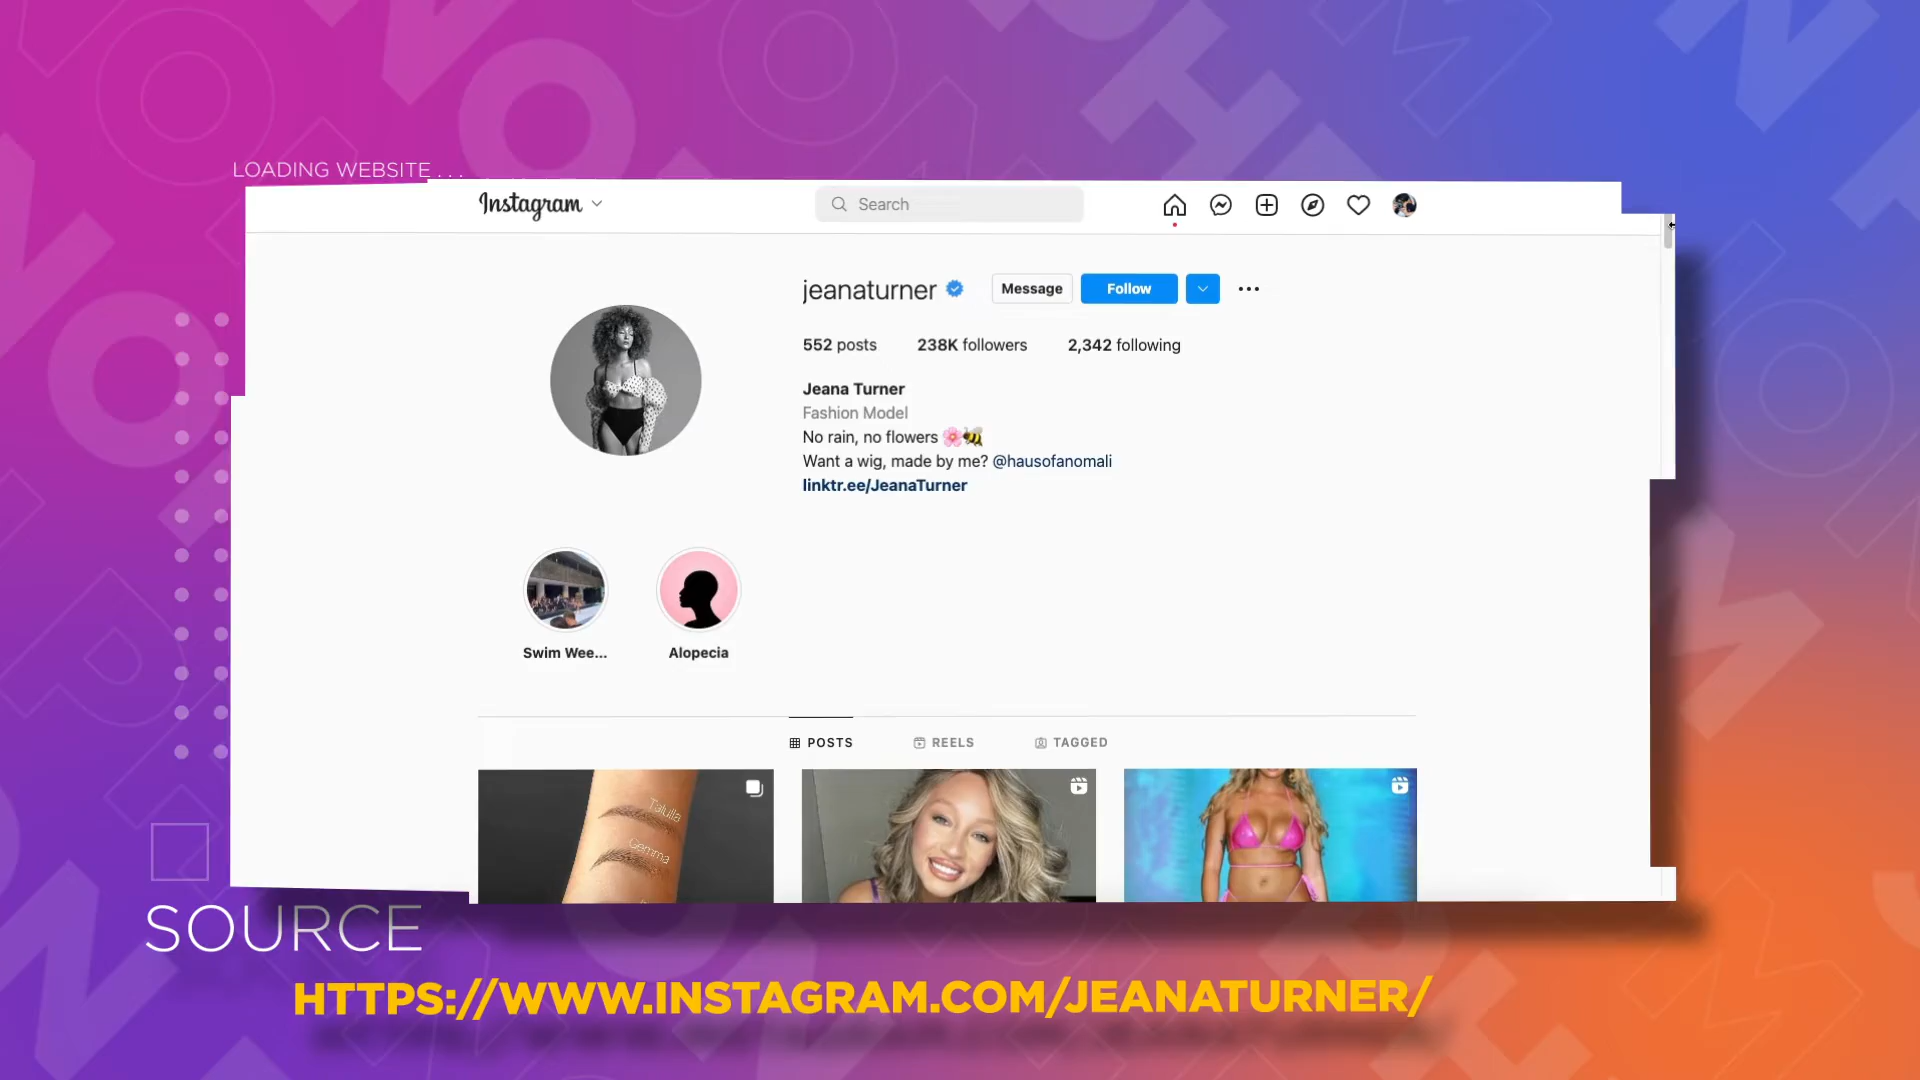 LOADING WEBSITE . . .
Instagram
Search
jeanaturner
Message
Follow
552 posts
238K followers
2,342 following
Jeana Turner
Fashion Model
No rain, no flowers 🌸🐝
Want a wig, made by me? @hausofanomali
linktr.ee/JeanaTurner
Swim Wee...
Alopecia
POSTS
REELS
TAGGED
Talulla
Gemma
SOURCE
HTTPS://WWW.INSTAGRAM.COM/JEANATURNER/